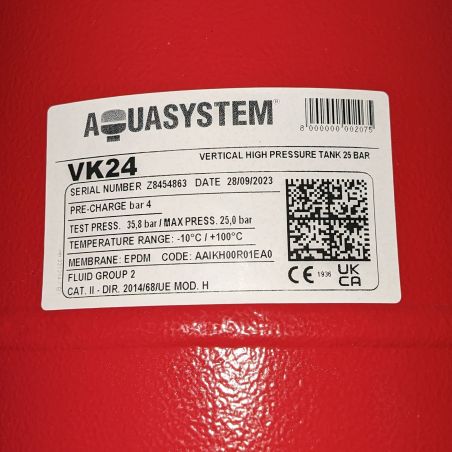 AQUASYSTEM®
8 000000 002075
VK24
VERTICAL HIGH PRESSURE TANK 25 BAR
SERIAL NUMBER Z8454863 DATE 28/09/2023
PRE-CHARGE bar 4
TEST PRESS. 35,8 bar / MAX PRESS. 25,0 bar
TEMPERATURE RANGE: -10°C / +100°C
MEMBRANE: EPDM CODE: AAIKH00R01EA0
FLUID GROUP 2
CAT. II - DIR. 2014/68/UE MOD. H
CE 1936 UK
CA